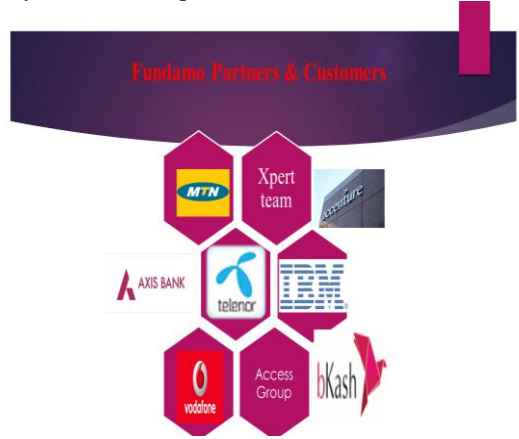 Fundamo Partners & Customers
MTN
Xpert
team
accenture
AXIS BANK
telenor
IBM®
vodafone
Access
Group
bKash